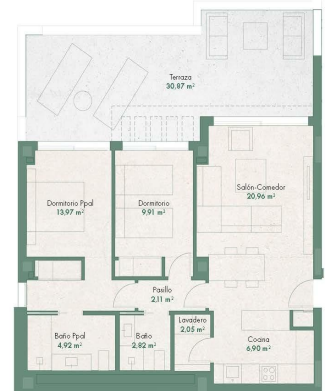 Terraza
30,87 m²
Dormitorio Ppal
13,97 m²
Dormitorio
9,91 m²
Salón-Comedor
20,96 m²
Pasillo
2,11 m²
Lavadero
2,05 m²
Baño Ppal
4,92 m²
Baño
2,82 m²
Cocina
6,90 m²